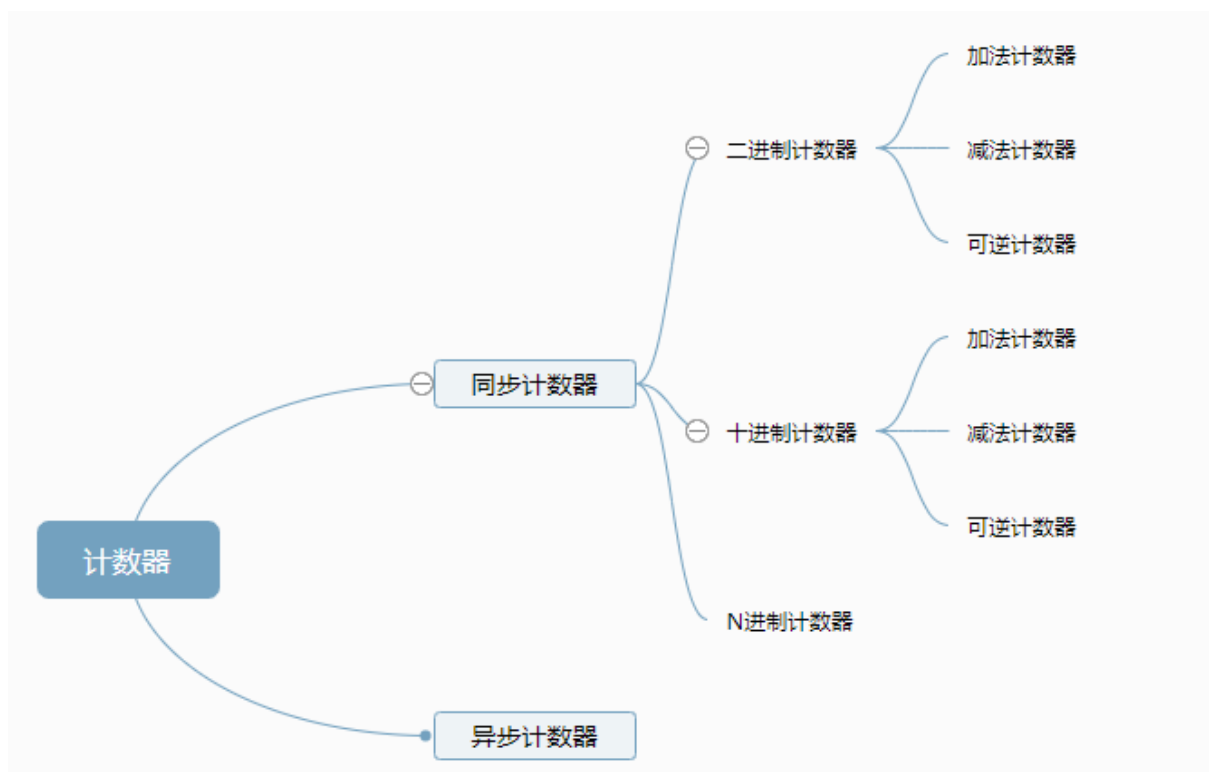 计数器
同步计数器
二进制计数器
加法计数器
减法计数器
可逆计数器
十进制计数器
加法计数器
减法计数器
可逆计数器
N进制计数器
异步计数器